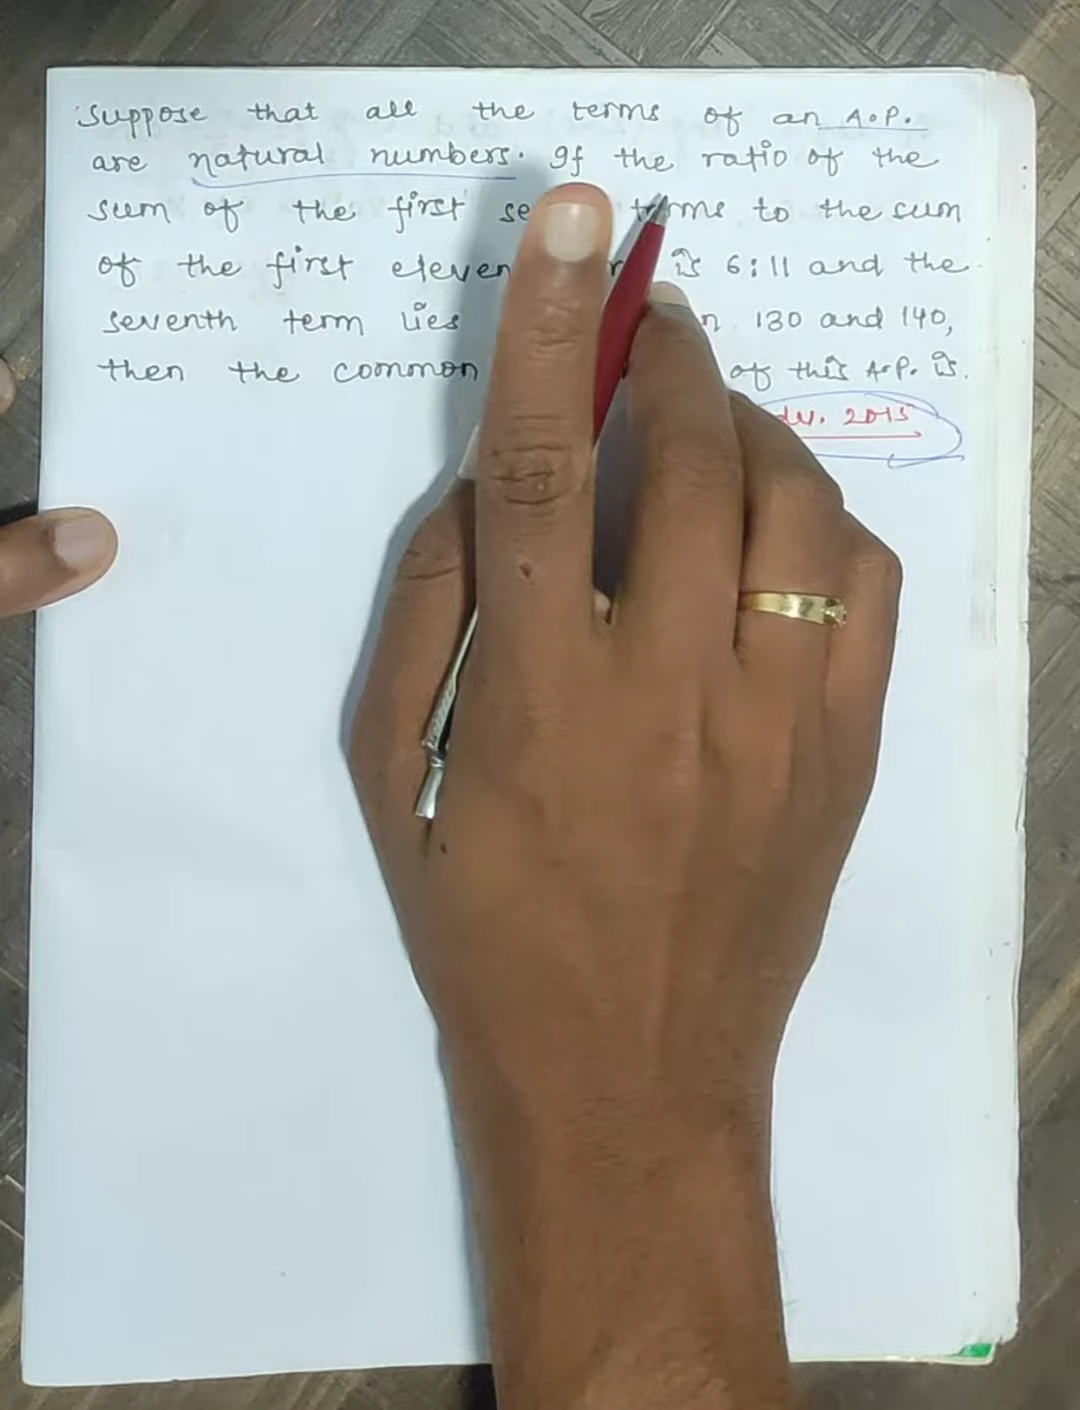 Suppose that all the terms of an A.P.
are natural numbers. If the ratio of the
sum of the first terms to the sum
of the first eleven is 6:11 and the
seventh term lies 130 and 140,
then the common of this A.P. is.
2015